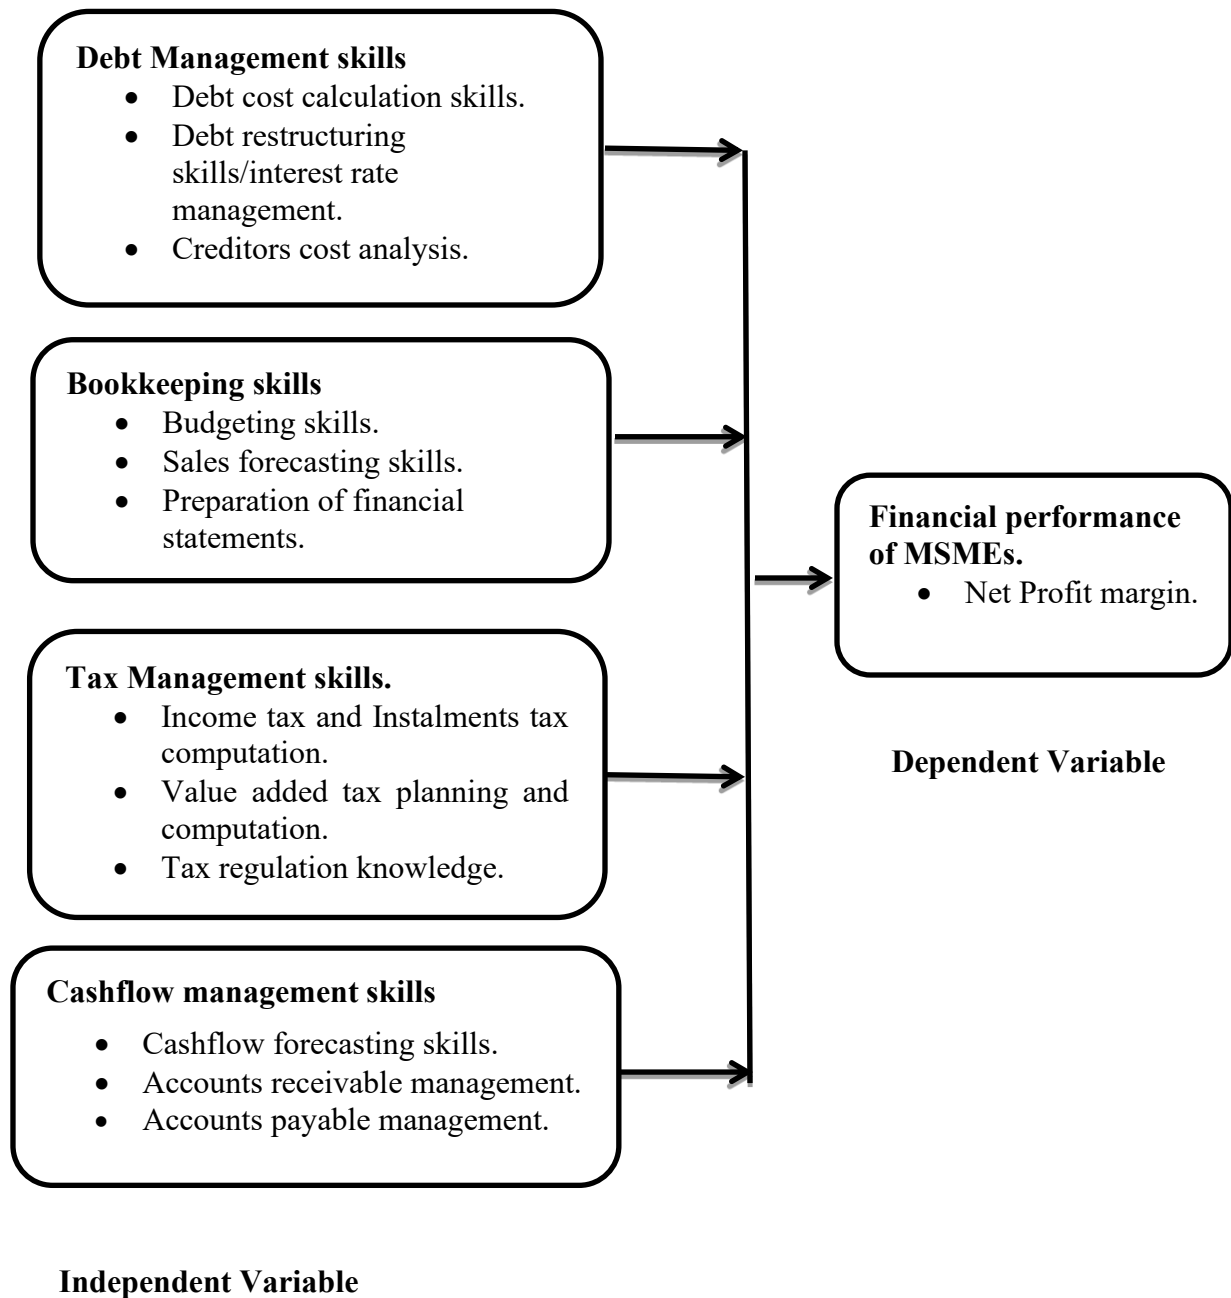 Debt Management skills
• Debt cost calculation skills.
• Debt restructuring
skills/interest rate
management.
• Creditors cost analysis.
Bookkeeping skills
• Budgeting skills.
• Sales forecasting skills.
• Preparation of financial
statements.
Tax Management skills.
• Income tax and Instalments tax
computation.
• Value added tax planning and
computation.
• Tax regulation knowledge.
Cashflow management skills
• Cashflow forecasting skills.
• Accounts receivable management.
• Accounts payable management.
Independent Variable
Financial performance
of MSMEs.
• Net Profit margin.
Dependent Variable